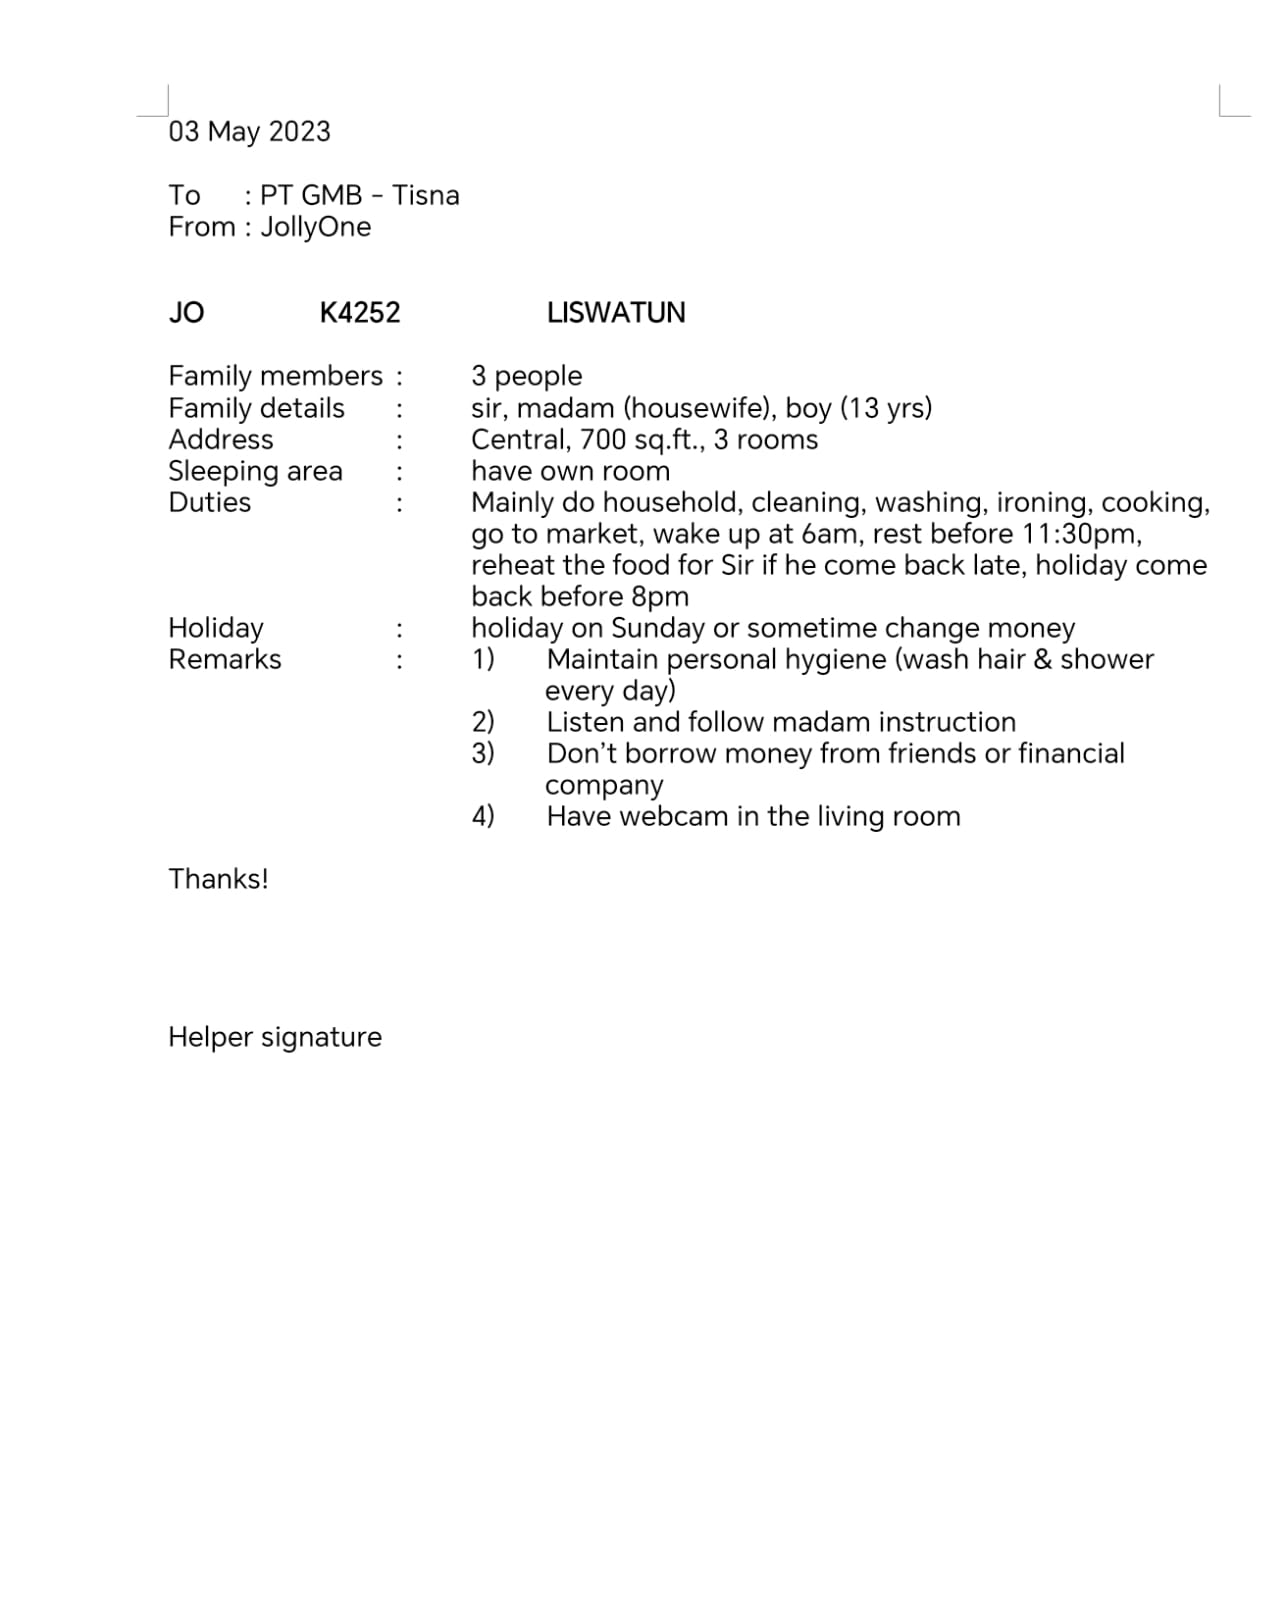 03 May 2023
To : PT GMB - Tisna
From : JollyOne
JO K4252 LISWATUN
Family members : 3 people
Family details : sir, madam (housewife), boy (13 yrs)
Address : Central, 700 sq.ft., 3 rooms
Sleeping area : have own room
Duties : Mainly do household, cleaning, washing, ironing, cooking,
go to market, wake up at 6am, rest before 11:30pm,
reheat the food for Sir if he come back late, holiday come
back before 8pm
Holiday : holiday on Sunday or sometime change money
Remarks : 1) Maintain personal hygiene (wash hair & shower
every day)
2) Listen and follow madam instruction
3) Don’t borrow money from friends or financial
company
4) Have webcam in the living room
Thanks!
Helper signature